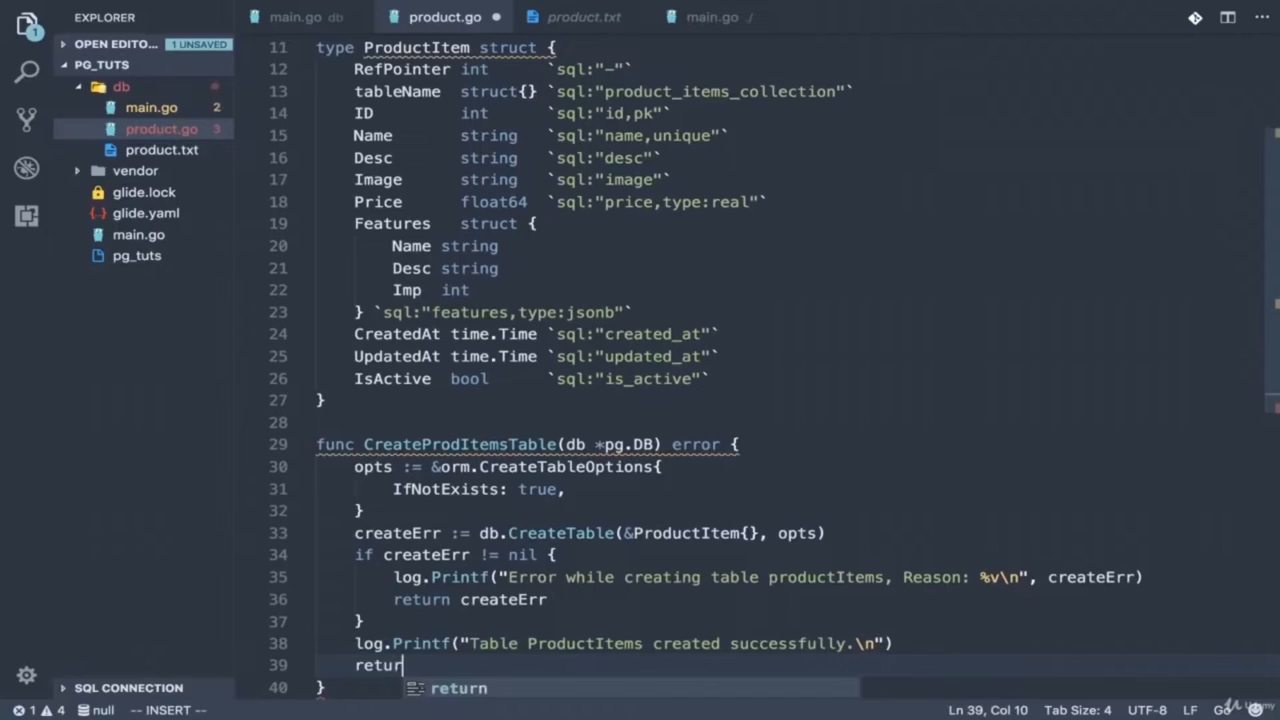 EXPLORER
main.go db
product.go
product.txt
main.go ./
OPEN EDITO...
1 UNSAVED
PG_TUTS
db
main.go 2
product.go 3
product.txt
vendor
glide.lock
glide.yaml
main.go
pg_tuts
1
11 type ProductItem struct {
12 RefPointer int `sql:"-"`
13 tableName struct{} `sql:"product_items_collection"`
14 ID int `sql:"id,pk"`
15 Name string `sql:"name,unique"`
16 Desc string `sql:"desc"`
17 Image string `sql:"image"`
18 Price float64 `sql:"price,type:real"`
19 Features struct {
20 Name string
21 Desc string
22 Imp int
23 } `sql:"features,type:jsonb"`
24 CreatedAt time.Time `sql:"created_at"`
25 UpdatedAt time.Time `sql:"updated_at"`
26 IsActive bool `sql:"is_active"`
27 }
28
29 func CreateProdItemsTable(db *pg.DB) error {
30 opts := &orm.CreateTableOptions{
31 IfNotExists: true,
32 }
33 createErr := db.CreateTable(&ProductItem{}, opts)
34 if createErr != nil {
35 log.Printf("Error while creating table productItems, Reason: %v\n", createErr)
36 return createErr
37 }
38 log.Printf("Table ProductItems created successfully.\n")
39 retur
40 }
return
SQL CONNECTION
1 4 null -- INSERT -- Ln 39, Col 10 Tab Size: 4 UTF-8 LF Go
Udemy